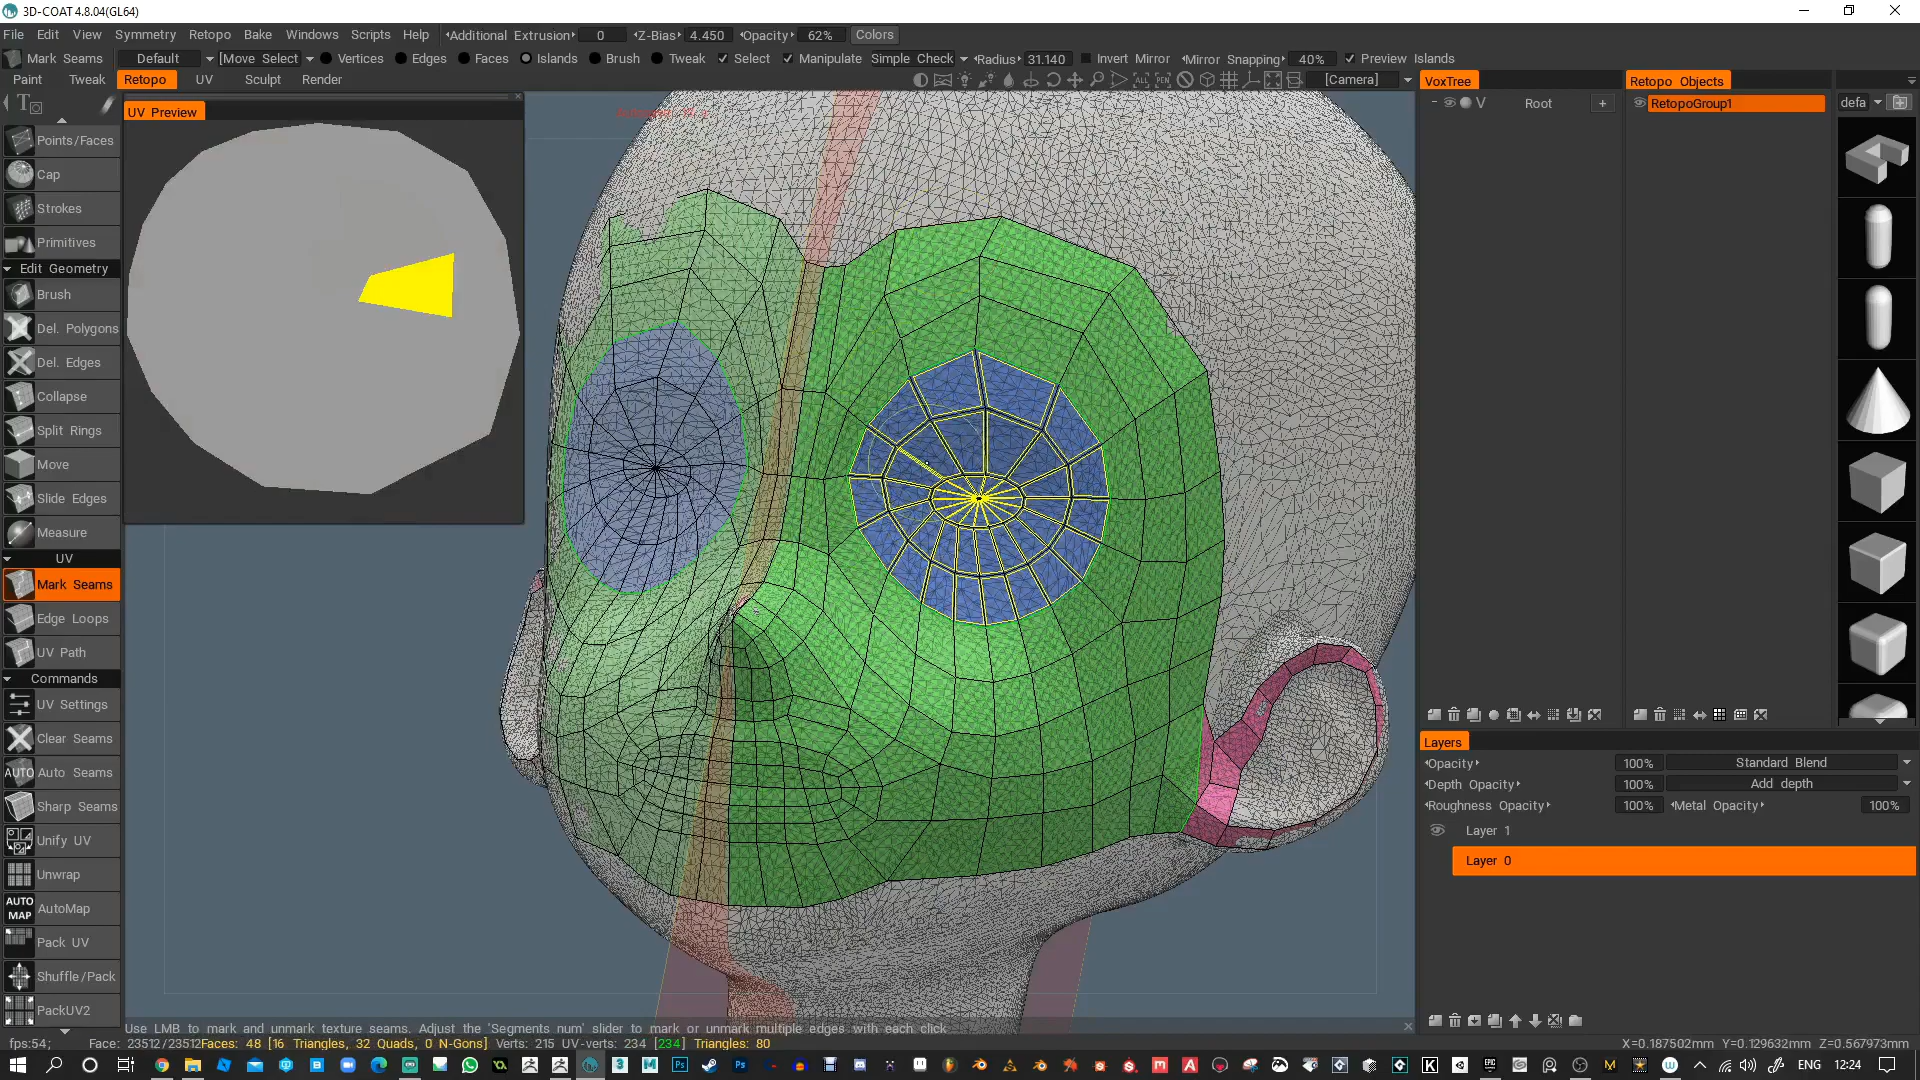 3D-COAT 4.8.04(GL64)
File Edit View Symmetry Retopo Bake Windows Scripts Help Additional Extrusion 0 Z-Bias 4.450 Opacity 62% Colors
Mark Seams Default [Move Select Vertices Edges Faces Islands Brush Tweak Select Manipulate Simple Check Radius 31.140 Invert Mirror Mirror Snapping 40% Preview Islands
Paint Tweak Retopo UV Sculpt Render ALL PEN [Camera] VoxTree Retopo Objects
V Root + RetopoGroup1 defa
UV Preview
Points/Faces
Cap
Strokes
Primitives
Edit Geometry
Brush
Del. Polygons
Del. Edges
Collapse
Split Rings
Move
Slide Edges
Measure
UV
Mark Seams
Edge Loops
UV Path
Commands
UV Settings
Clear Seams
AUTO Auto Seams
Sharp Seams
Unify UV
Unwrap
AUTO MAP AutoMap
Pack UV
Shuffle/Pack
PackUV2
Layers
Opacity 100% Standard Blend
Depth Opacity 100% Add depth
Roughness Opacity 100% Metal Opacity 100%
Layer 1
Layer 0
Use LMB to mark and unmark texture seams. Adjust the 'Segments num' slider to mark or unmark multiple edges with each click
fps:54; Face: 23512/23512Faces: 48 [16 Triangles, 32 Quads, 0 N-Gons] Verts: 215 UV-verts: 234 [234] Triangles: 80 X=0.187502mm Y=0.129632mm Z=0.567973mm
ENG 12:24